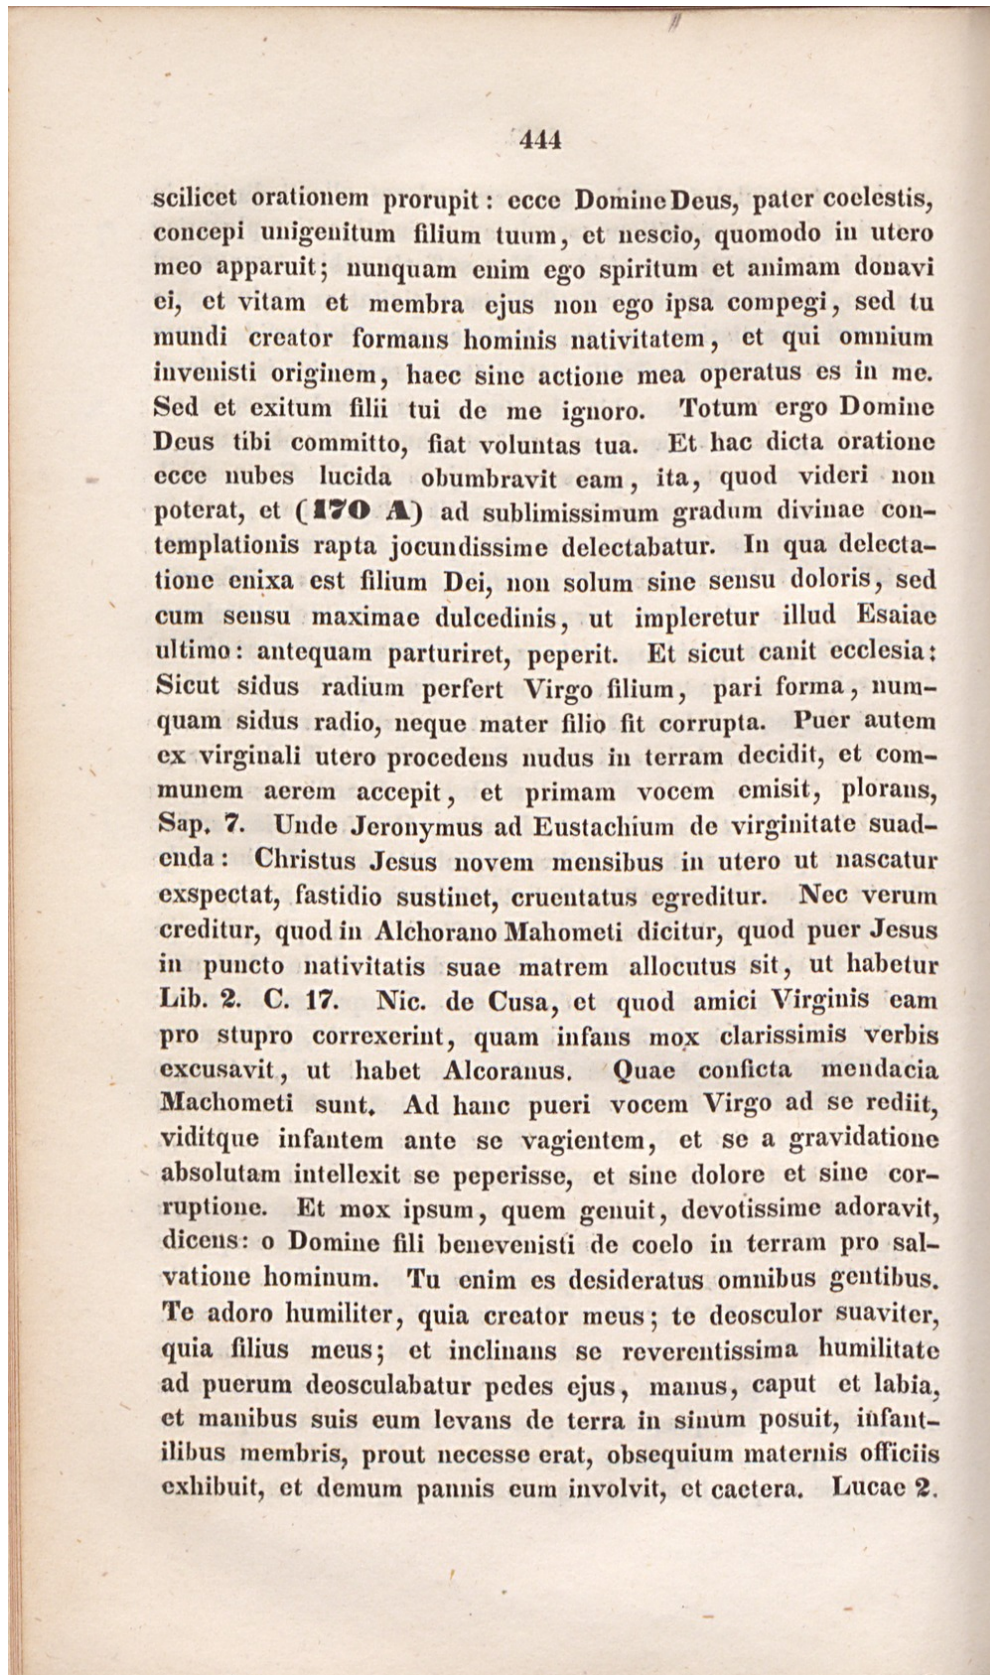 444
scilicet orationem prorupit: ecce Domine Deus, pater coelestis,
concepi unigenitum filium tuum, et nescio, quomodo in utero
meo apparuit; nunquam enim ego spiritum et animam donavi
ei, et vitam et membra ejus non ego ipsa compegi, sed tu
mundi creator formans hominis nativitatem, et qui omnium
invenisti originem, haec sine actione mea operatus es in me.
Sed et exitum filii tui de me ignoro. Totum ergo Domine
Deus tibi committo, fiat voluntas tua. Et hac dicta oratione
ecce nubes lucida obumbravit eam, ita, quod videri non
poterat, et (170 A) ad sublimissimum gradum divinae con-
templationis rapta jocundissime delectabatur. In qua delecta-
tione enixa est filium Dei, non solum sine sensu doloris, sed
cum sensu maximae dulcedinis, ut impleretur illud Esaiae
ultimo: antequam parturiret, peperit. Et sicut canit ecclesia:
Sicut sidus radium perfert Virgo filium, pari forma, num-
quam sidus radio, neque mater filio fit corrupta. Puer autem
ex virginali utero procedens nudus in terram decidit, et com-
munem aerem accepit, et primam vocem emisit, plorans,
Sap. 7. Unde Jeronymus ad Eustachium de virginitate suad-
enda: Christus Jesus novem mensibus in utero ut nascatur
exspectat, fastidio sustinet, cruentatus egreditur. Nec verum
creditur, quod in Alchorano Mahometi dicitur, quod puer Jesus
in puncto nativitatis suae matrem allocutus sit, ut habetur
Lib. 2. C. 17. Nic. de Cusa, et quod amici Virginis eam
pro stupro correxerint, quam infans mox clarissimis verbis
excusavit, ut habet Alcoranus. Quae conficta mendacia
Machometi sunt. Ad hanc pueri vocem Virgo ad se rediit,
viditque infantem ante se vagientem, et se a gravidatione
absolutam intellexit se peperisse, et sine dolore et sine cor-
ruptione. Et mox ipsum, quem genuit, devotissime adoravit,
dicens: o Domine fili benevenisti de coelo in terram pro sal-
vatione hominum. Tu enim es desideratus omnibus gentibus.
Te adoro humiliter, quia creator meus; te deosculor suaviter,
quia filius meus; et inclinans se reverentissima humilitate
ad puerum deosculabatur pedes ejus, manus, caput et labia,
et manibus suis eum levans de terra in sinum posuit, infant-
ilibus membris, prout necesse erat, obsequium maternis officiis
exhibuit, et demum pannis eum involvit, et caetera. Lucae 2.